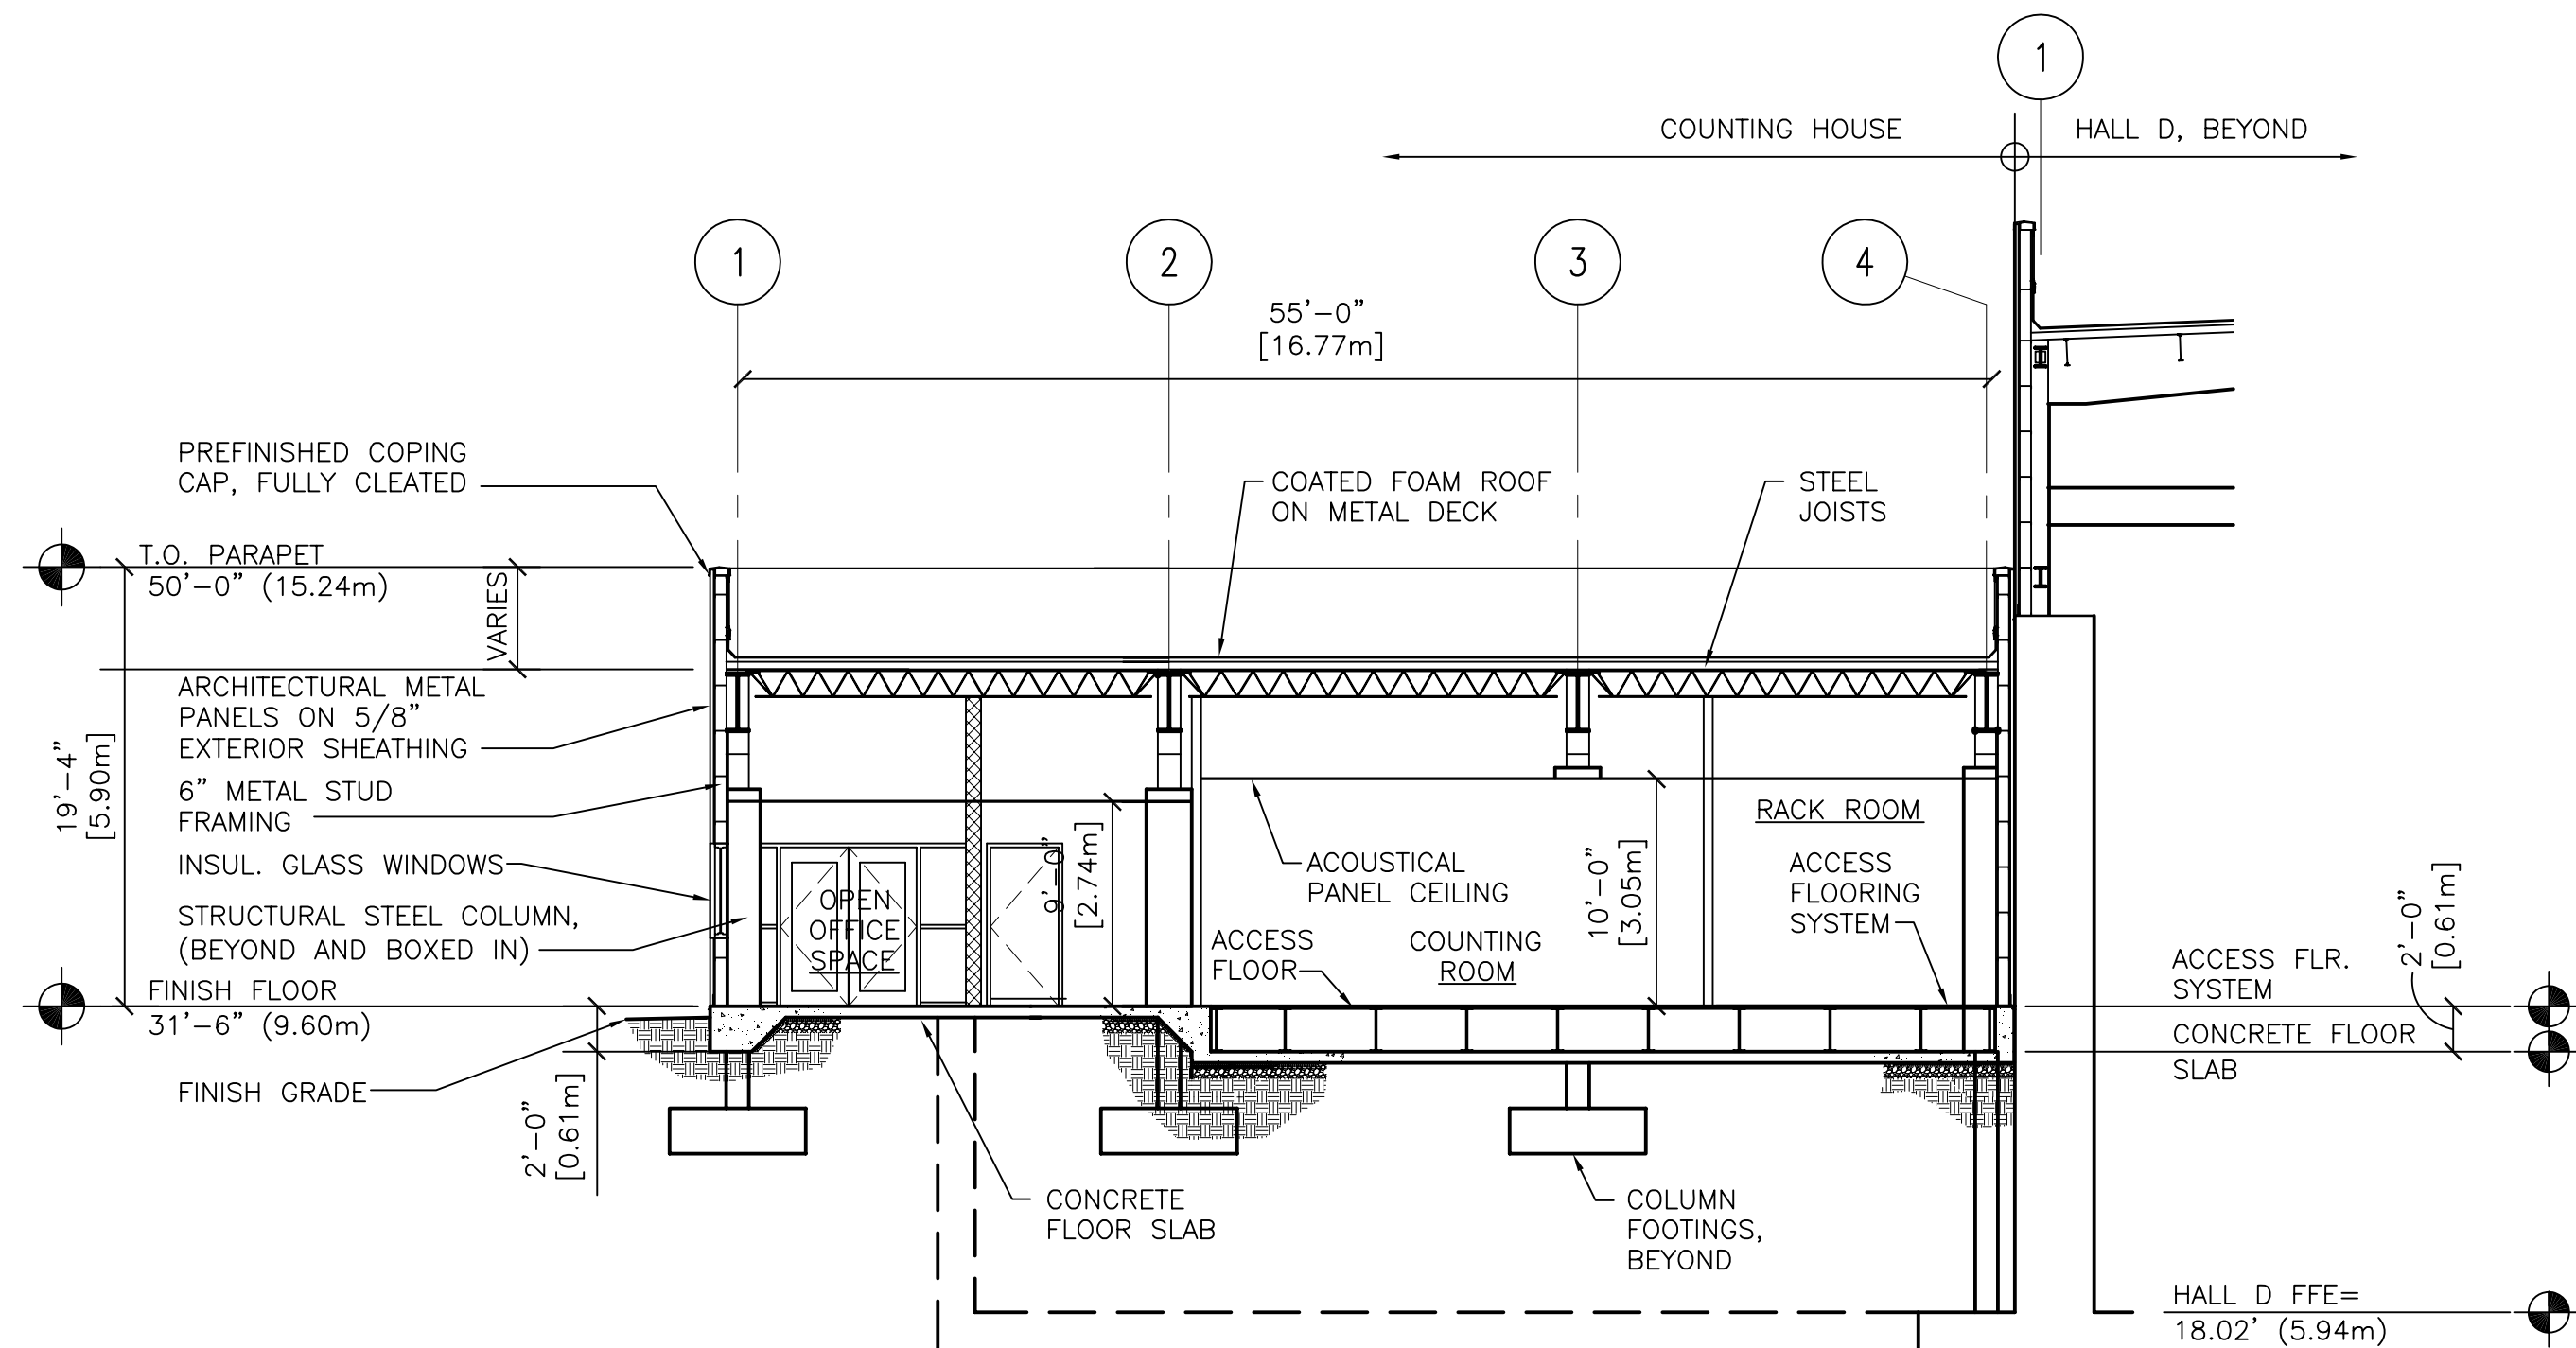 1
COUNTING HOUSE
HALL D, BEYOND
1
2
3
4
55'-0"
[16.77m]
PREFINISHED COPING
CAP, FULLY CLEATED
COATED FOAM ROOF
ON METAL DECK
STEEL
JOISTS
T.O. PARAPET
50'-0" (15.24m)
VARIES
ARCHITECTURAL METAL
PANELS ON 5/8"
EXTERIOR SHEATHING
19'-4"
[5.90m]
6" METAL STUD
FRAMING
INSUL. GLASS WINDOWS
STRUCTURAL STEEL COLUMN,
(BEYOND AND BOXED IN)
OPEN
OFFICE
SPACE
9'-0"
[2.74m]
ACOUSTICAL
PANEL CEILING
ACCESS
FLOOR
COUNTING
ROOM
10'-0"
[3.05m]
RACK ROOM
ACCESS
FLOORING
SYSTEM
2'-0"
[0.61m]
ACCESS FLR.
SYSTEM
CONCRETE FLOOR
SLAB
FINISH FLOOR
31'-6" (9.60m)
FINISH GRADE
2'-0"
[0.61m]
CONCRETE
FLOOR SLAB
COLUMN
FOOTINGS,
BEYOND
HALL D FFE=
18.02' (5.94m)